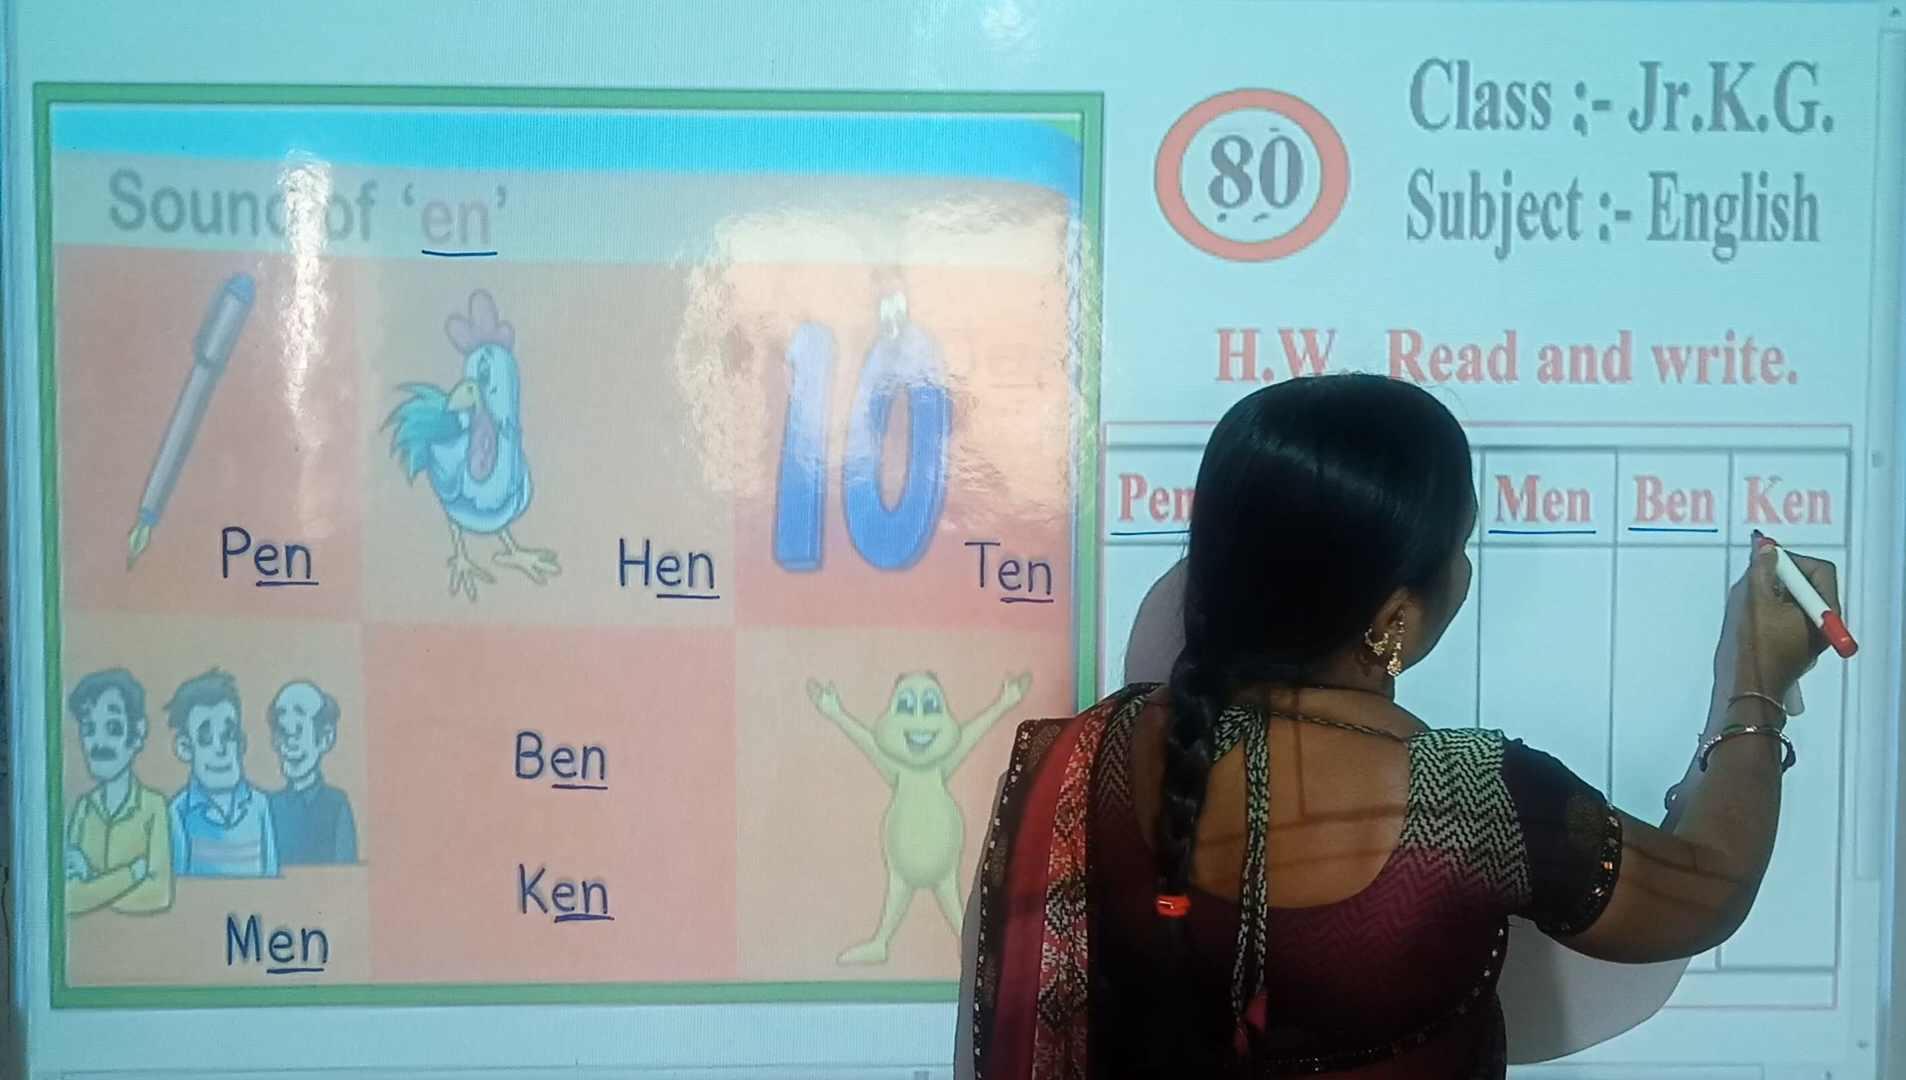 Sound of ‘en’
Pen
Hen
Ten
Men
Ben
Ken
80
Class :- Jr.K.G.
Subject :- English
H.W. Read and write.
Pen Men Ben Ken